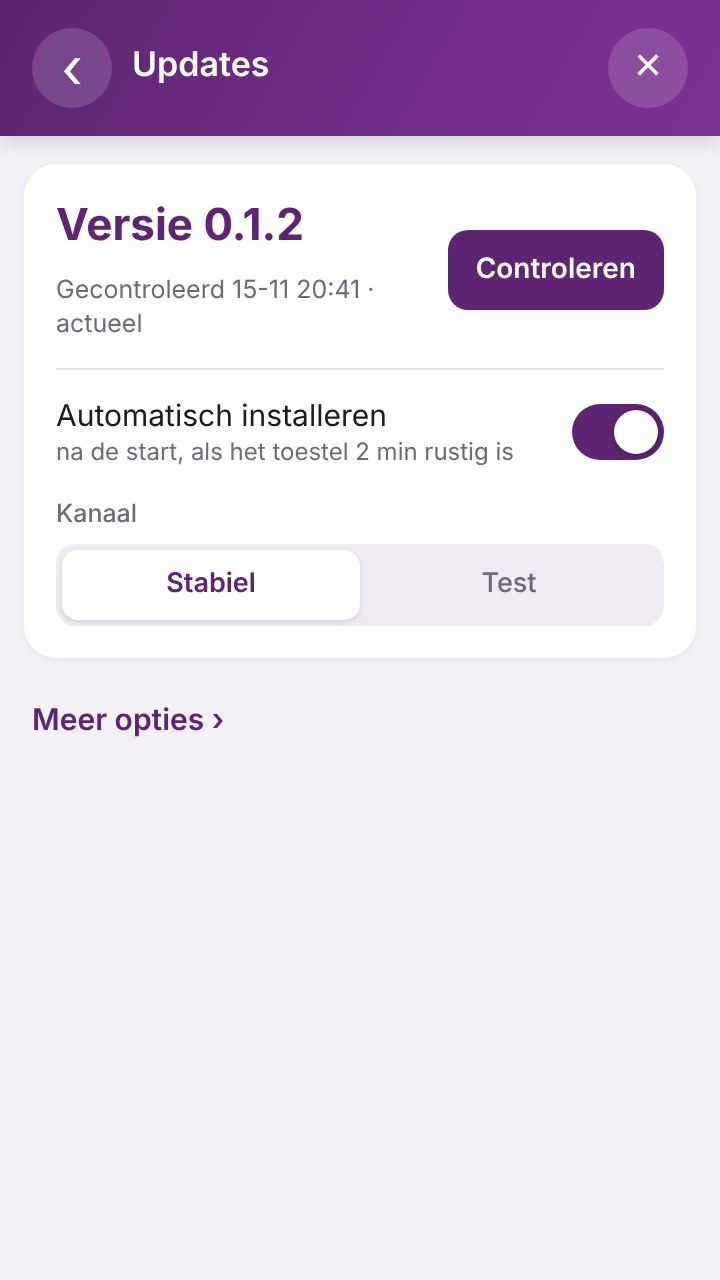 Updates
Versie 0.1.2
Gecontroleerd 15-11 20:41 ·
actueel
Controleren
Automatisch installeren
na de start, als het toestel 2 min rustig is
Kanaal
Stabiel
Test
Meer opties ›